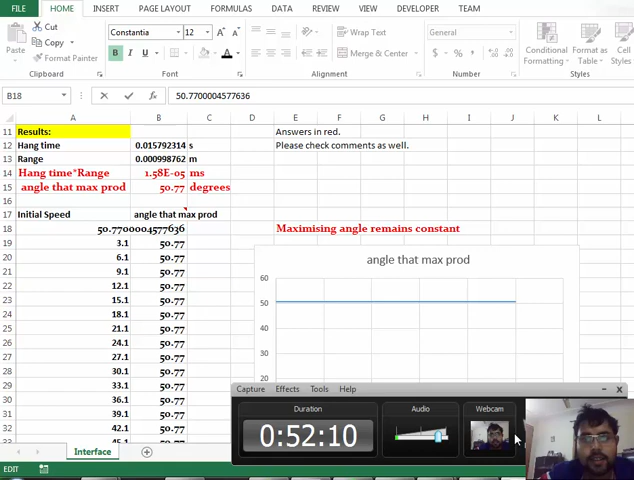 FILE HOME INSERT PAGE LAYOUT FORMULAS DATA REVIEW VIEW DEVELOPER TEAM
Cut
Copy
Format Painter
Paste
Clipboard
Constantia 12
B I U
Font
Wrap Text
Merge & Center
Alignment
General
$ %
Number
Conditional Formatting
Format as Table
Cell
Styles
B18 50.7700004577636
A B C D E F G H I J K L
11 Results: Answers in red.
12 Hang time 0.015792314 s Please check comments as well.
13 Range 0.000998762 m
14 Hang time*Range 1.58E-05 ms
15 angle that max prod 50.77 degrees
16
17 Initial Speed angle that max prod
18 50.7700004577636 Maximising angle remains constant
19 3.1 50.77
20 6.1 50.77
21 9.1 50.77
22 12.1 50.77
23 15.1 50.77
24 18.1 50.77
25 21.1 50.77
26 24.1 50.77
27 27.1 50.77
28 30.1 50.77
29 33.1 50.77
30 36.1 50.77
31 39.1 50.77
32 42.1 50.77
angle that max prod
60
50
40
30
20
Capture Effects Tools Help
Duration
0:52:10
Audio
Webcam
Interface
EDIT